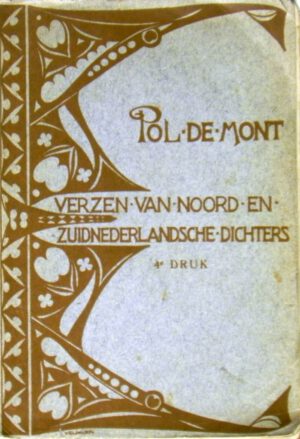 POL·DE·MONT
VERZEN·VAN·NOORD·EN·
·ZUIDNEDERLANDSCHE·DICHTERS
4e DRUK